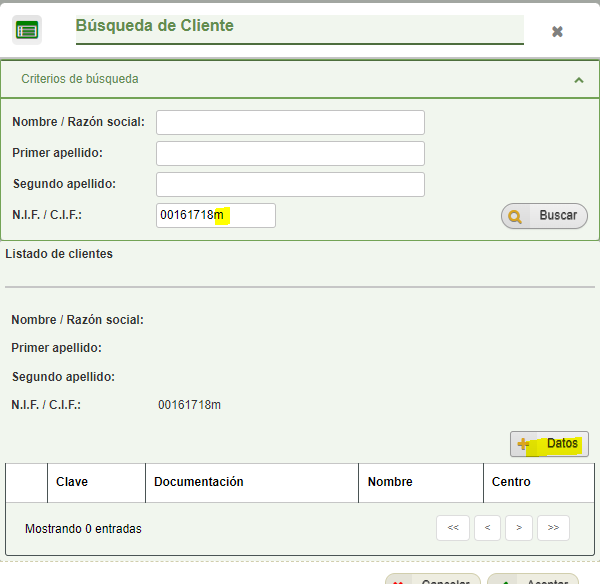 Búsqueda de Cliente
Criterios de búsqueda
Nombre / Razón social:
Primer apellido:
Segundo apellido:
N.I.F. / C.I.F.: 00161718m Buscar
Listado de clientes
Nombre / Razón social:
Primer apellido:
Segundo apellido:
N.I.F. / C.I.F.: 00161718m
Datos
Clave Documentación Nombre Centro
Mostrando 0 entradas << < > >>
Cancelar Aceptar